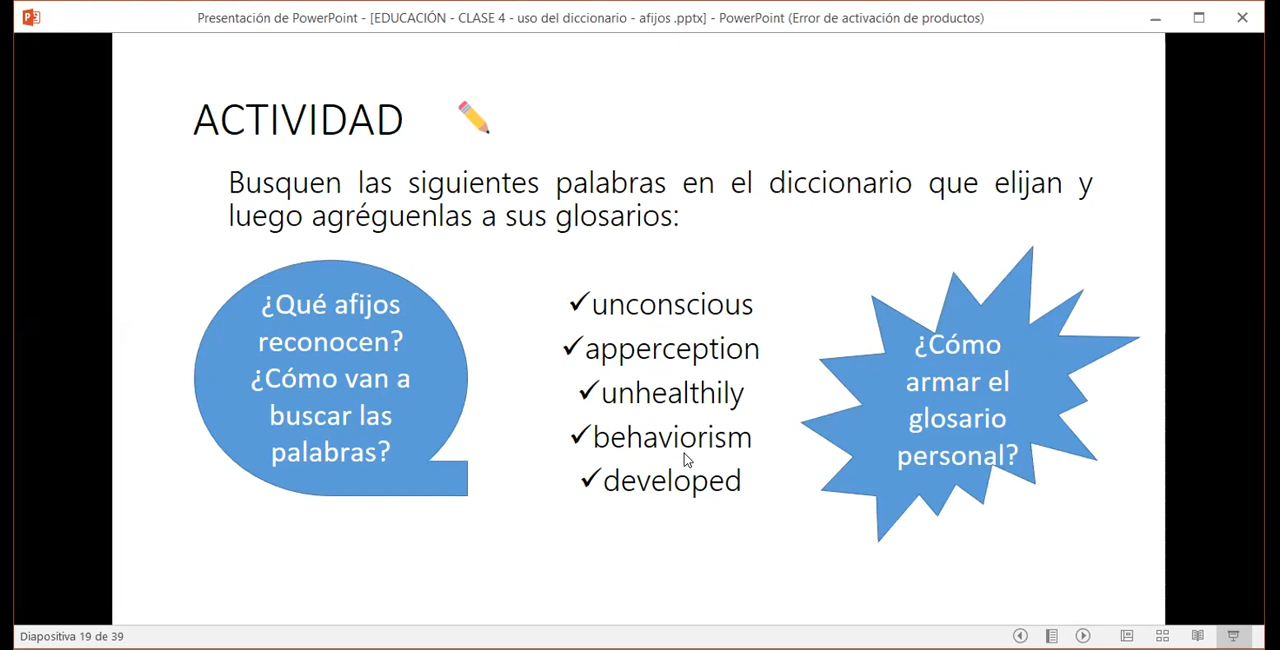 Presentación de PowerPoint - [EDUCACIÓN - CLASE 4 - uso del diccionario - afijos .pptx] - PowerPoint (Error de activación de productos)
ACTIVIDAD
Busquen las siguientes palabras en el diccionario que elijan y
luego agréguenlas a sus glosarios:
¿Qué afijos
reconocen?
¿Cómo van a
buscar las
palabras?
✓unconscious
✓apperception
✓unhealthily
✓behaviorism
✓developed
¿Cómo
armar el
glosario
personal?
Diapositiva 19 de 39